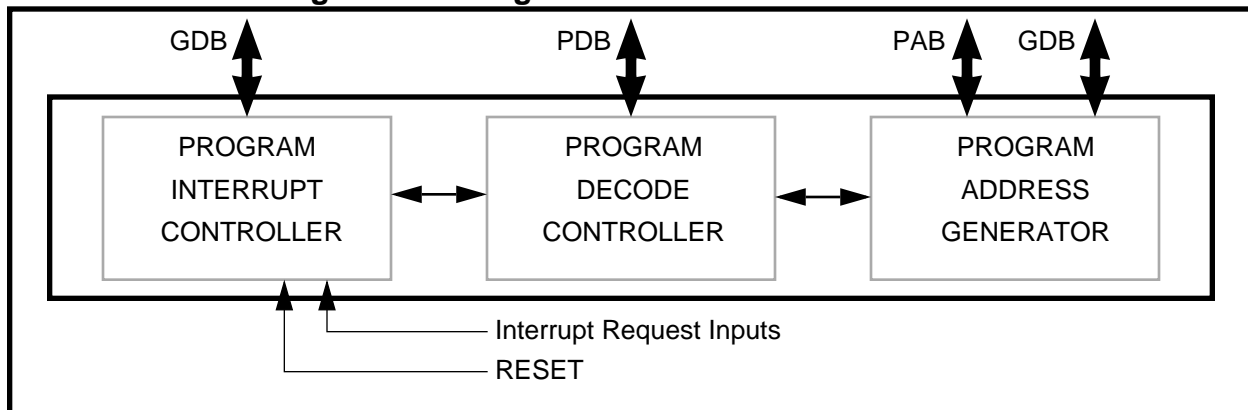 GDB
PDB
PAB
GDB
PROGRAM
INTERRUPT
CONTROLLER
PROGRAM
DECODE
CONTROLLER
PROGRAM
ADDRESS
GENERATOR
Interrupt Request Inputs
RESET